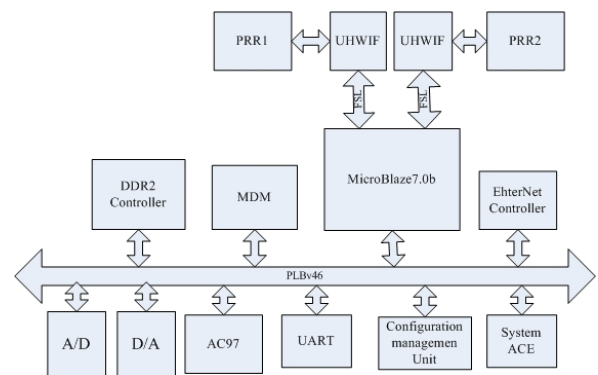 PRR1
UHWIF
UHWIF
PRR2
FSL
FSL
MicroBlaze7.0b
DDR2
Controller
MDM
EhterNet
Controller
PLBv46
A/D
D/A
AC97
UART
Configuration
managemen
Unit
System
ACE